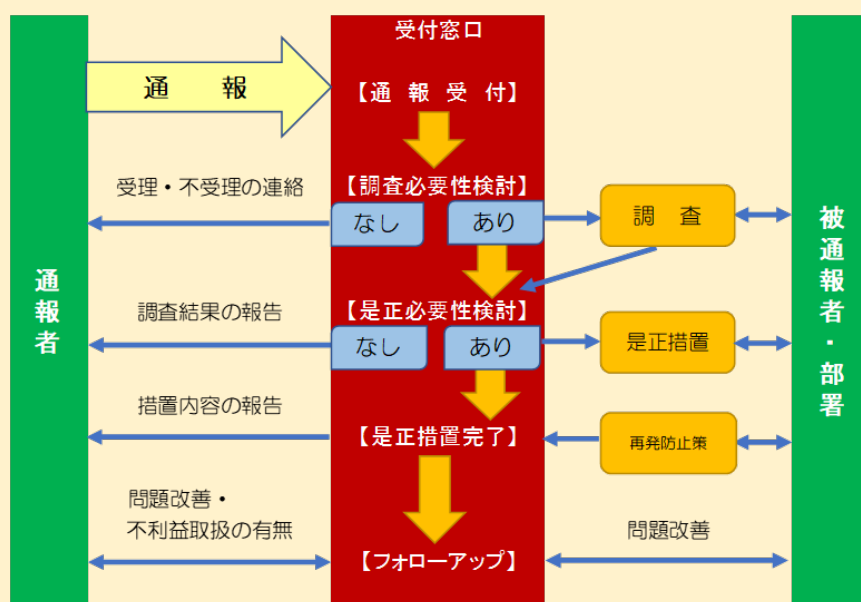 受付窓口
通　報
【通 報 受 付】
受理・不受理の連絡
【調査必要性検討】
なし
あり
調　査
通報者
被通報者・部署
調査結果の報告
【是正必要性検討】
なし
あり
是正措置
措置内容の報告
【是正措置完了】
再発防止策
問題改善・
不利益取扱の有無
【フォローアップ】
問題改善